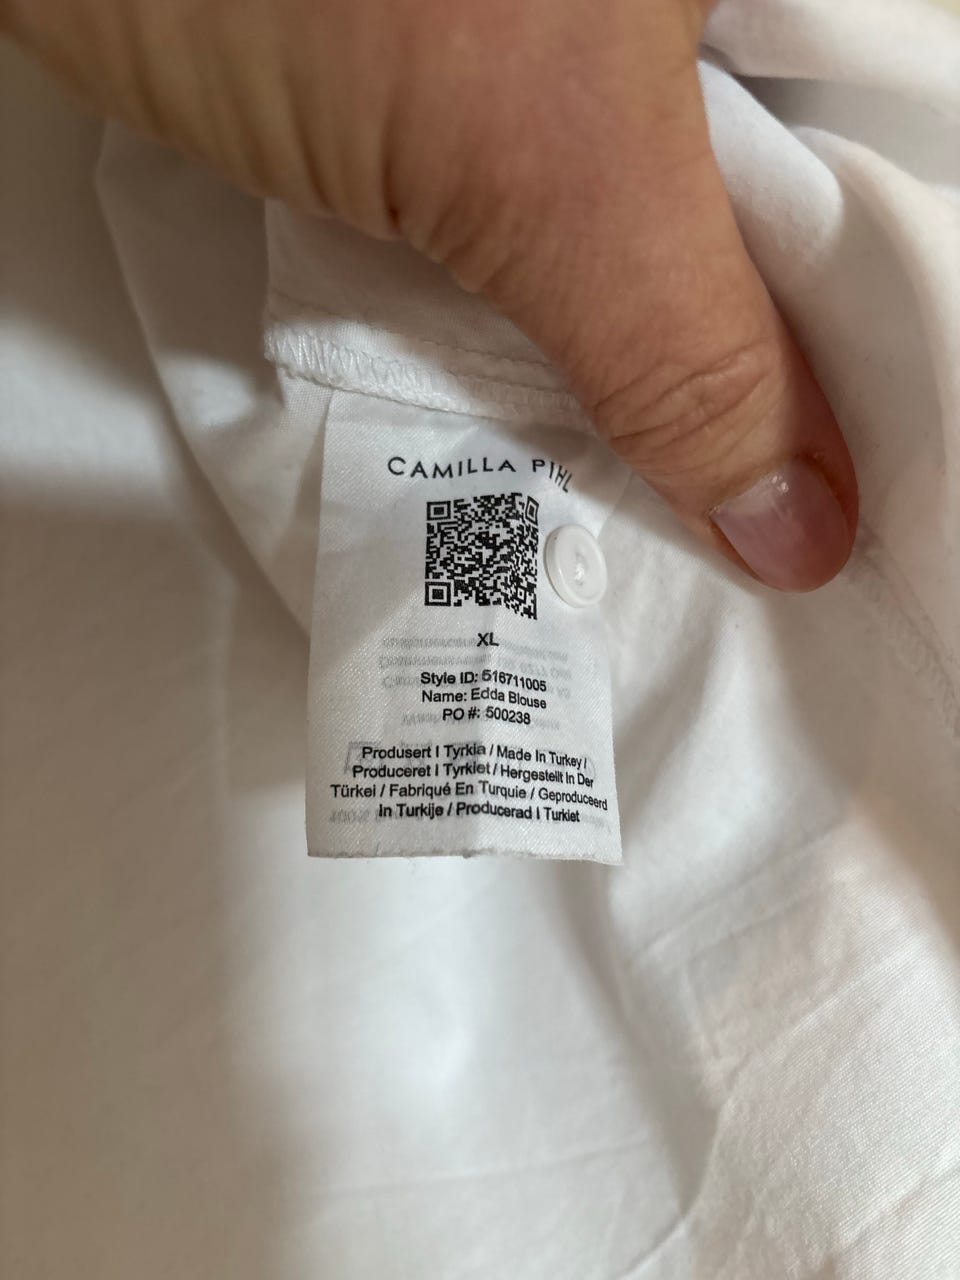 CAMILLA PIHL
XL
Style ID: 516711005
Name: Edda Blouse
PO #: 500238
Produsert I Tyrkia / Made In Turkey /
Produceret I Tyrkiet / Hergestellt In Der
Türkei / Fabriqué En Turquie / Geproduceerd
In Turkije / Producerad I Turkiet